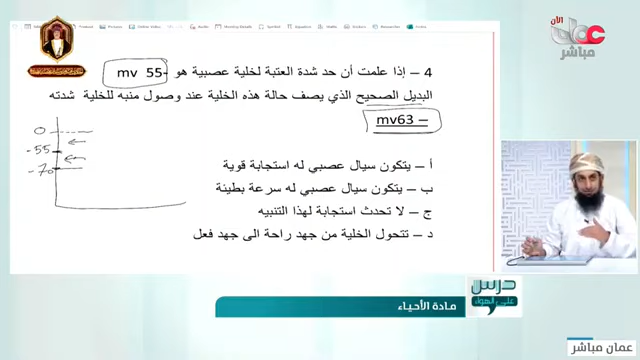 الآن
عمان
مباشر
4 – إذا علمت أن حد شدة العتبة لخلية عصبية هو -55 mv
البديل الصحيح الذي يصف حالة هذه الخلية عند وصول منبه للخلية شدته
– mv63
0
-55
-70
أ – يتكون سيال عصبي له استجابة قوية
ب – يتكون سيال عصبي له سرعة بطيئة
ج – لا تحدث استجابة لهذا التنبيه
د – تتحول الخلية من جهد راحة الى جهد فعل
درس
على الهواء
مادة الأحياء
عمان مباشر